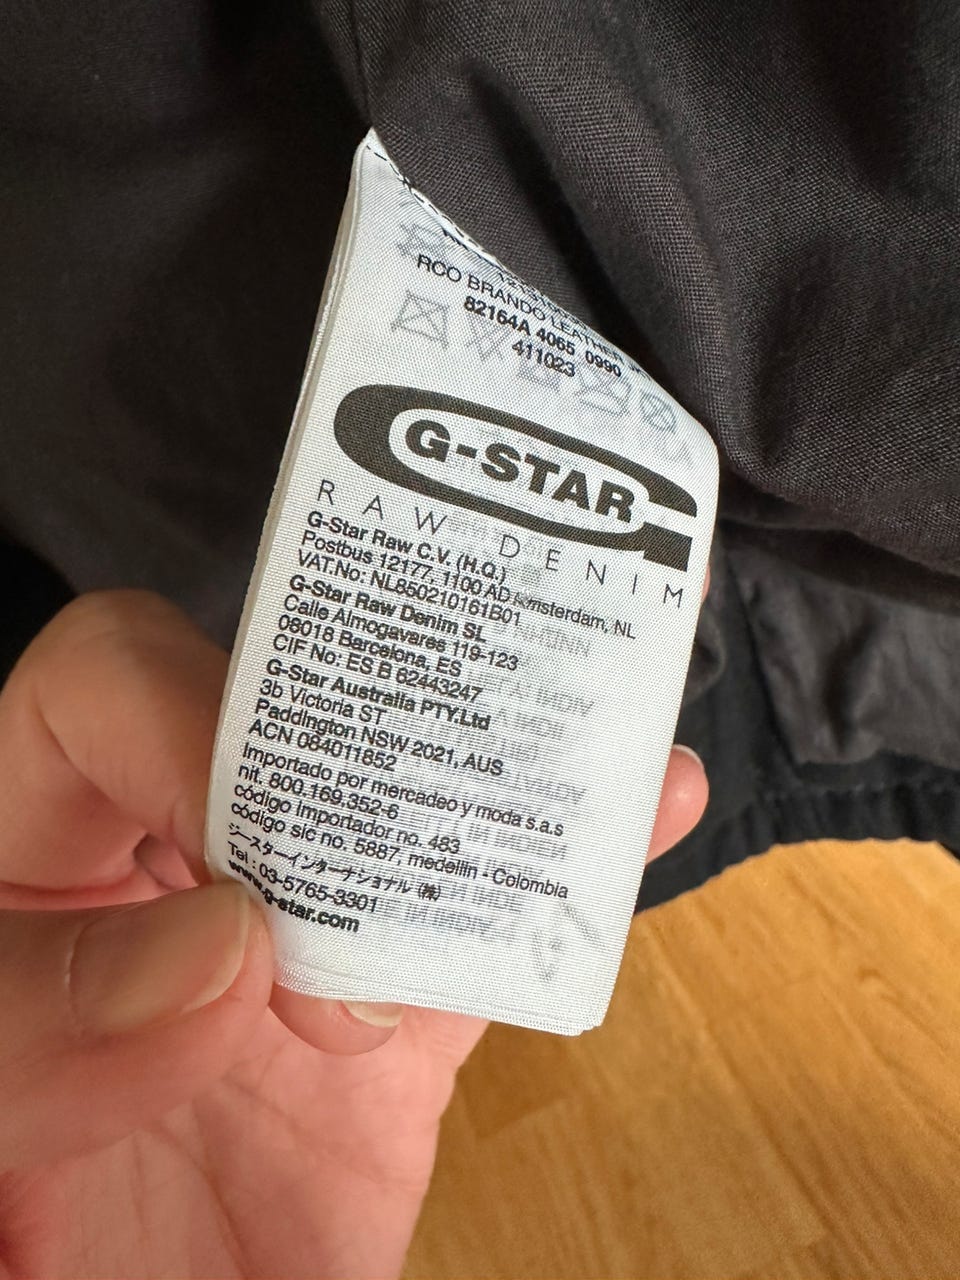 RCO BRANDO LEATHER
82164A 4065 0990
411023
G-STAR
RAW DENIM
G-Star Raw C.V. (H.Q.)
Postbus 12177, 1100 AD Amsterdam, NL
VAT.No: NL850210161B01
G-Star Raw Denim SL
Calle Almogavares 119-123
08018 Barcelona, ES
CIF No: ES B 62443247
G-Star Australia PTY.Ltd
3b Victoria ST
Paddington NSW 2021, AUS
ACN 084011852
Importado por mercadeo y moda s.a.s
nit. 800.169.352-6
código Importador no. 483
código sic no. 5887, medellin - Colombia
ジースターインターナショナル (株)
Tel : 03-5765-3301
www.g-star.com